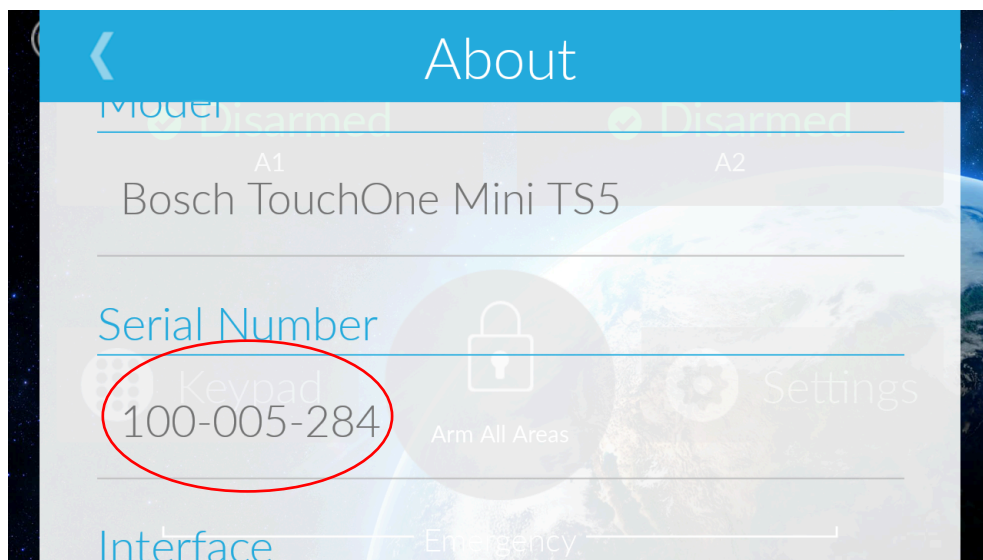 About
Model
Disarmed
Disarmed
A1
A2
Bosch TouchOne Mini TS5
Serial Number
Keypad
Settings
100-005-284
Arm All Areas
Interface
Emergency